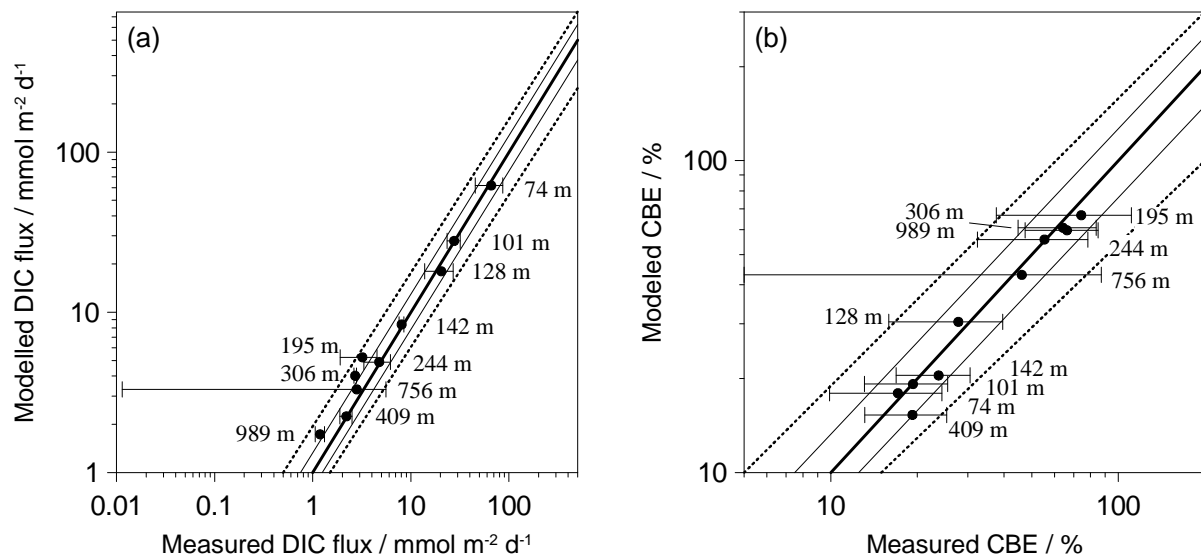 (a)
Modelled DIC flux / mmol m-2 d-1
100
10
1
74 m
101 m
128 m
142 m
195 m
244 m
306 m
756 m
409 m
989 m
0.01
0.1
1
10
100
Measured DIC flux / mmol m-2 d-1
(b)
Modeled CBE / %
100
10
306 m
195 m
989 m
244 m
756 m
128 m
142 m
101 m
74 m
409 m
10
100
Measured CBE / %